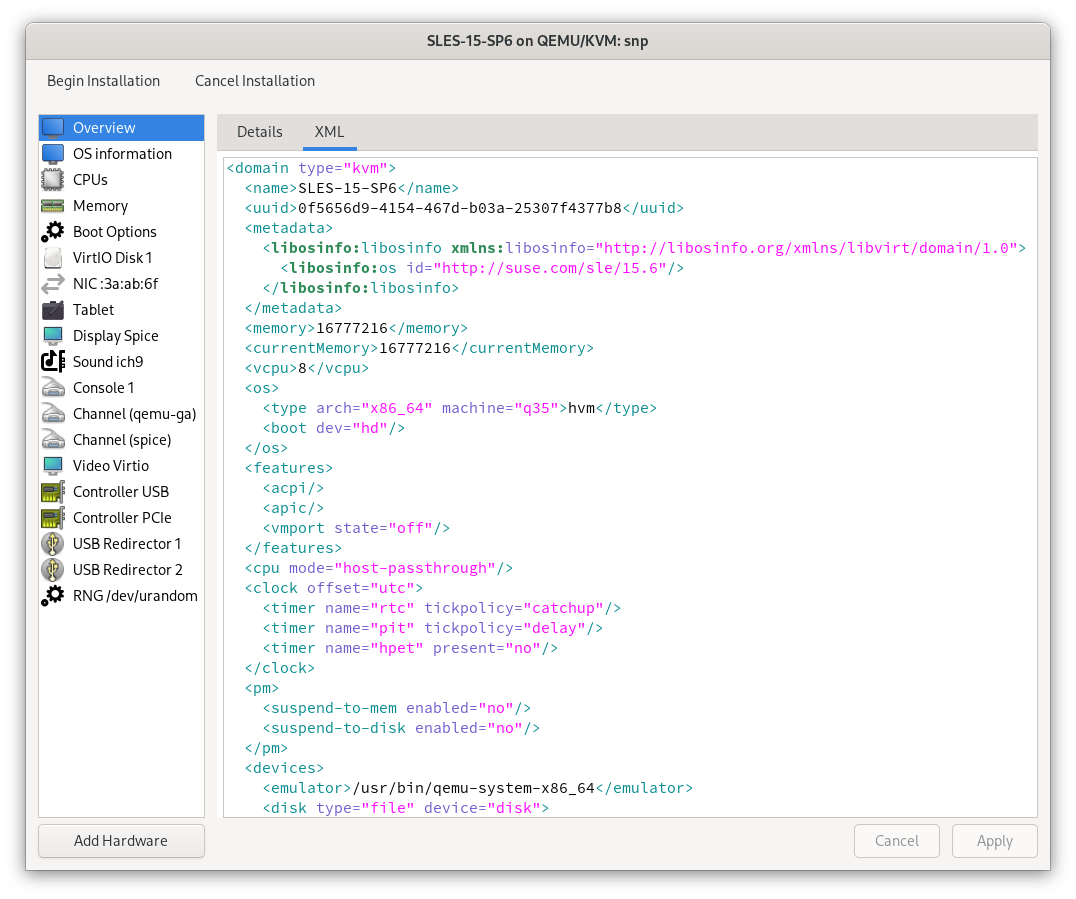 SLES-15-SP6 on QEMU/KVM: snp
Begin Installation
Cancel Installation
Overview
OS information
CPUs
Memory
Boot Options
VirtIO Disk 1
NIC :3a:ab:6f
Tablet
Display Spice
Sound ich9
Console 1
Channel (qemu-ga)
Channel (spice)
Video Virtio
Controller USB
Controller PCIe
USB Redirector 1
USB Redirector 2
RNG /dev/urandom
Add Hardware
Details
XML
<domain type="kvm">
  <name>SLES-15-SP6</name>
  <uuid>0f5656d9-4154-467d-b03a-25307f4377b8</uuid>
  <metadata>
    <libosinfo:libosinfo xmlns:libosinfo="http://libosinfo.org/xmlns/libvirt/domain/1.0">
      <libosinfo:os id="http://suse.com/sle/15.6"/>
    </libosinfo:libosinfo>
  </metadata>
  <memory>16777216</memory>
  <currentMemory>16777216</currentMemory>
  <vcpu>8</vcpu>
  <os>
    <type arch="x86_64" machine="q35">hvm</type>
    <boot dev="hd"/>
  </os>
  <features>
    <acpi/>
    <apic/>
    <vmport state="off"/>
  </features>
  <cpu mode="host-passthrough"/>
  <clock offset="utc">
    <timer name="rtc" tickpolicy="catchup"/>
    <timer name="pit" tickpolicy="delay"/>
    <timer name="hpet" present="no"/>
  </clock>
  <pm>
    <suspend-to-mem enabled="no"/>
    <suspend-to-disk enabled="no"/>
  </pm>
  <devices>
    <emulator>/usr/bin/qemu-system-x86_64</emulator>
    <disk type="file" device="disk">
Cancel
Apply